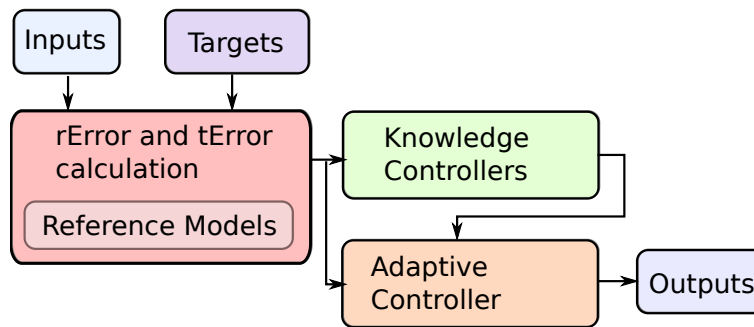 Inputs
Targets
rError and tError
calculation
Reference Models
Knowledge
Controllers
Adaptive
Controller
Outputs